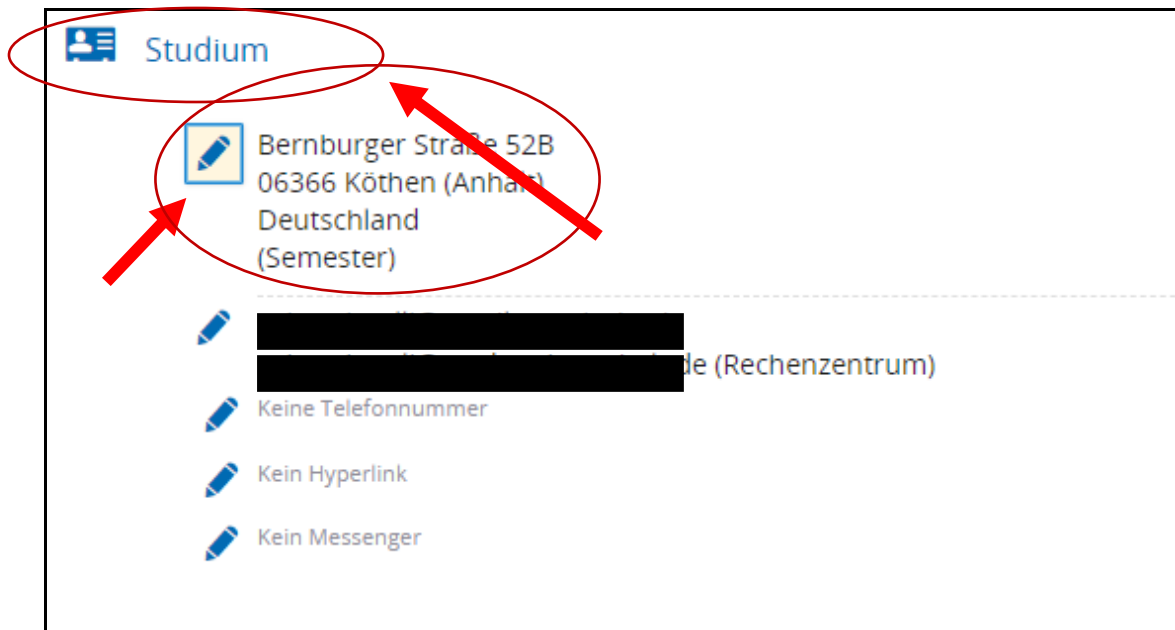 Studium
Bernburger Straße 52B
06366 Köthen (Anhalt)
Deutschland
(Semester)
de (Rechenzentrum)
Keine Telefonnummer
Kein Hyperlink
Kein Messenger